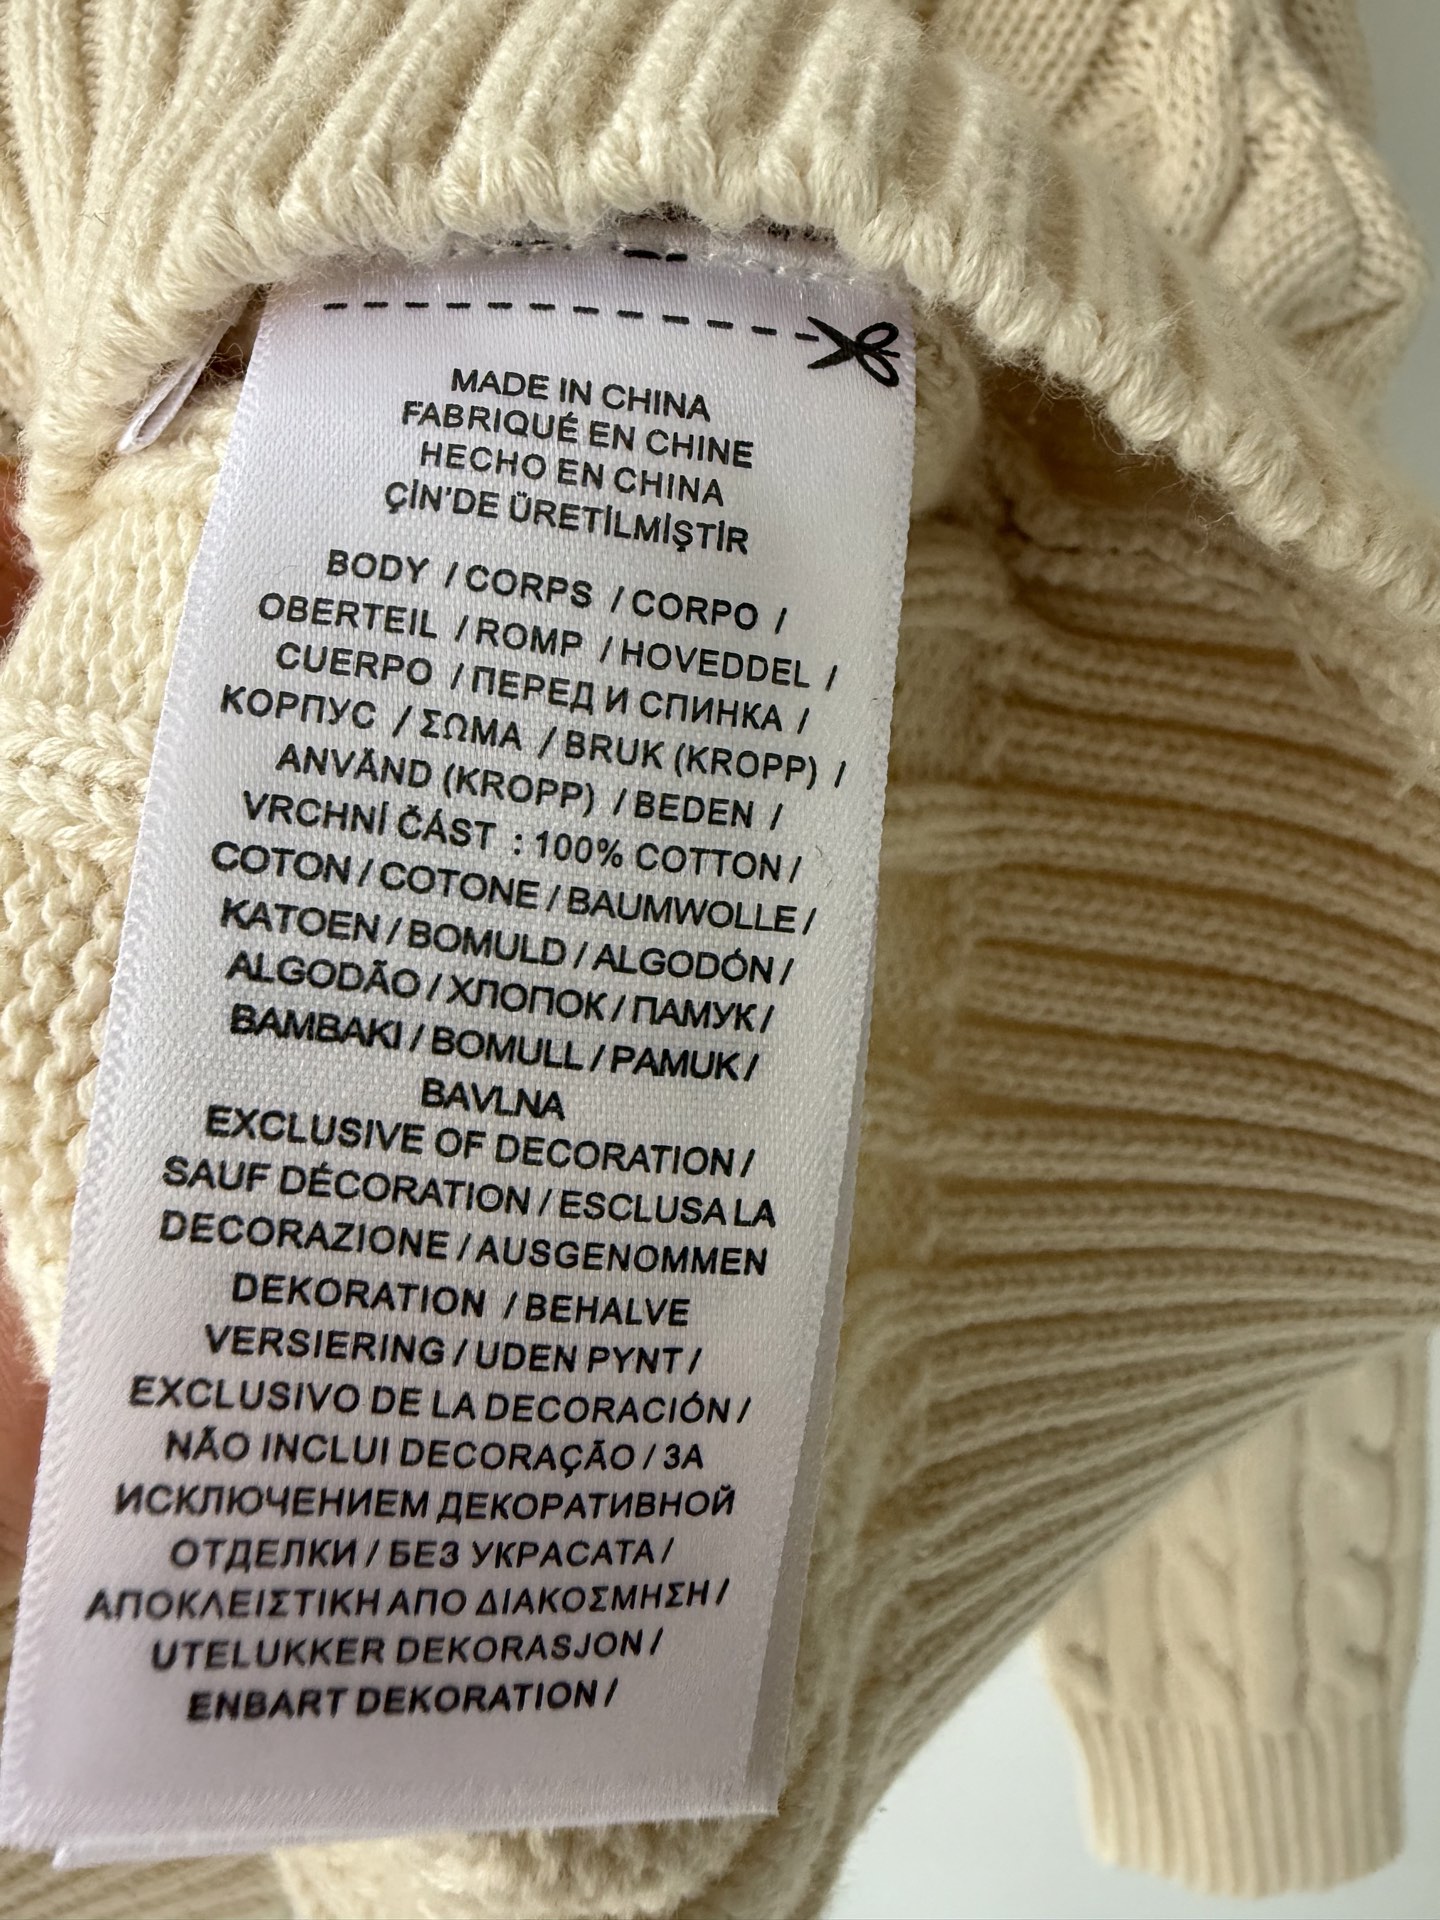 MADE IN CHINA
FABRIQUÉ EN CHINE
HECHO EN CHINA
ÇİN'DE ÜRETİLMİŞTİR
BODY / CORPS / CORPO /
OBERTEIL / ROMP / HOVEDDEL /
CUERPO / ПЕРЕД И СПИНКА /
КОРПУС / ΣΩΜΑ / BRUK (KROPP) /
ANVÄND (KROPP) / BEDEN /
VRCHNÍ ČÁST : 100% COTTON /
COTON / COTONE / BAUMWOLLE /
KATOEN / BOMULD / ALGODÓN /
ALGODÃO / ХЛОПОК / ПАМУК /
BAMBAKI / BOMULL / PAMUK /
BAVLNA
EXCLUSIVE OF DECORATION /
SAUF DÉCORATION / ESCLUSA LA
DECORAZIONE / AUSGENOMMEN
DEKORATION / BEHALVE
VERSIERING / UDEN PYNT /
EXCLUSIVO DE LA DECORACIÓN /
NÃO INCLUI DECORAÇÃO / ЗА
ИСКЛЮЧЕНИЕМ ДЕКОРАТИВНОЙ
ОТДЕЛКИ / БЕЗ УКРАСАТА /
ΑΠΟΚΛΕΙΣΤΙΚΗ ΑΠΟ ΔΙΑΚΟΣΜΗΣΗ /
UTELUKKER DEKORASJON /
ENBART DEKORATION /